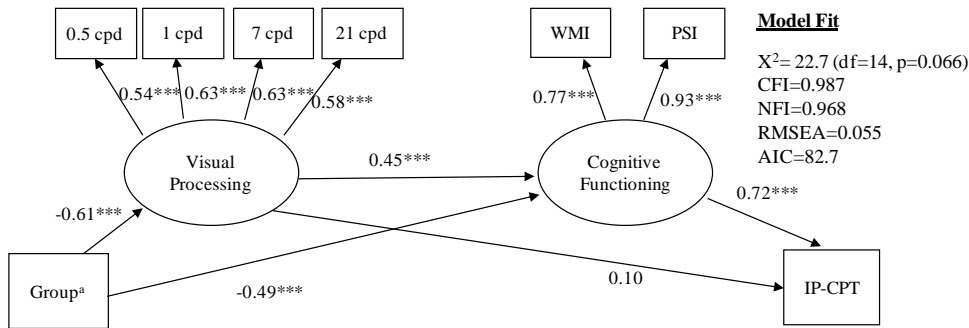 0.5 cpd
1 cpd
7 cpd
21 cpd
WMI
PSI
Model Fit
X²= 22.7 (df=14, p=0.066)
CFI=0.987
NFI=0.968
RMSEA=0.055
AIC=82.7
0.54***
0.63***
0.63***
0.58***
0.77***
0.93***
Visual
Processing
0.45***
Cognitive
Functioning
0.72***
-0.61***
Groupᵃ
-0.49***
0.10
IP-CPT